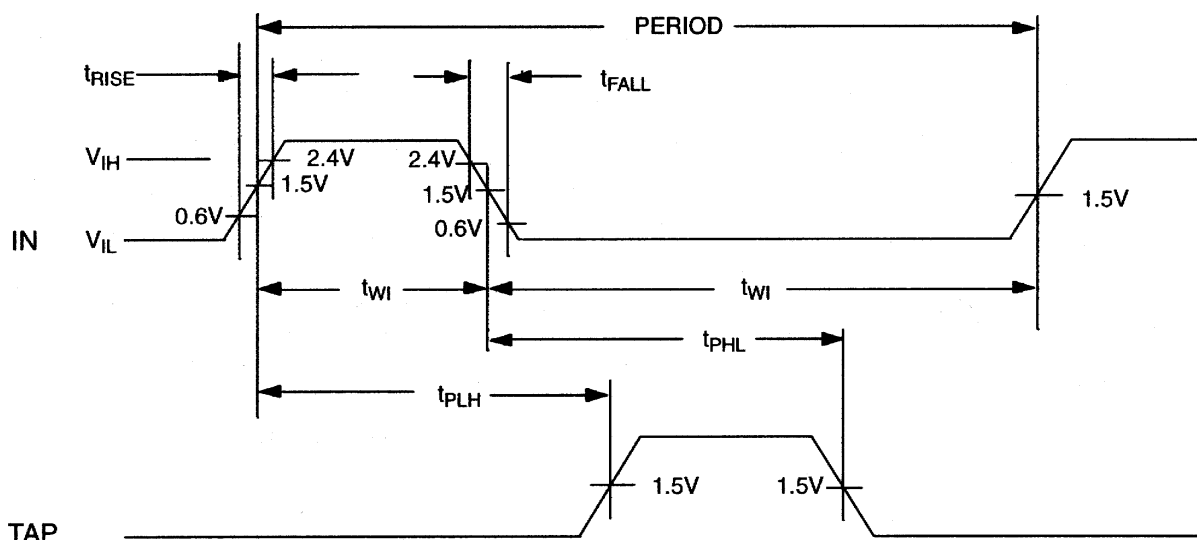 PERIOD
tRISE
tFALL
VIH
2.4V
2.4V
1.5V
1.5V
1.5V
0.6V
0.6V
IN
VIL
tWI
tWI
tPHL
tPLH
1.5V
1.5V
TAP